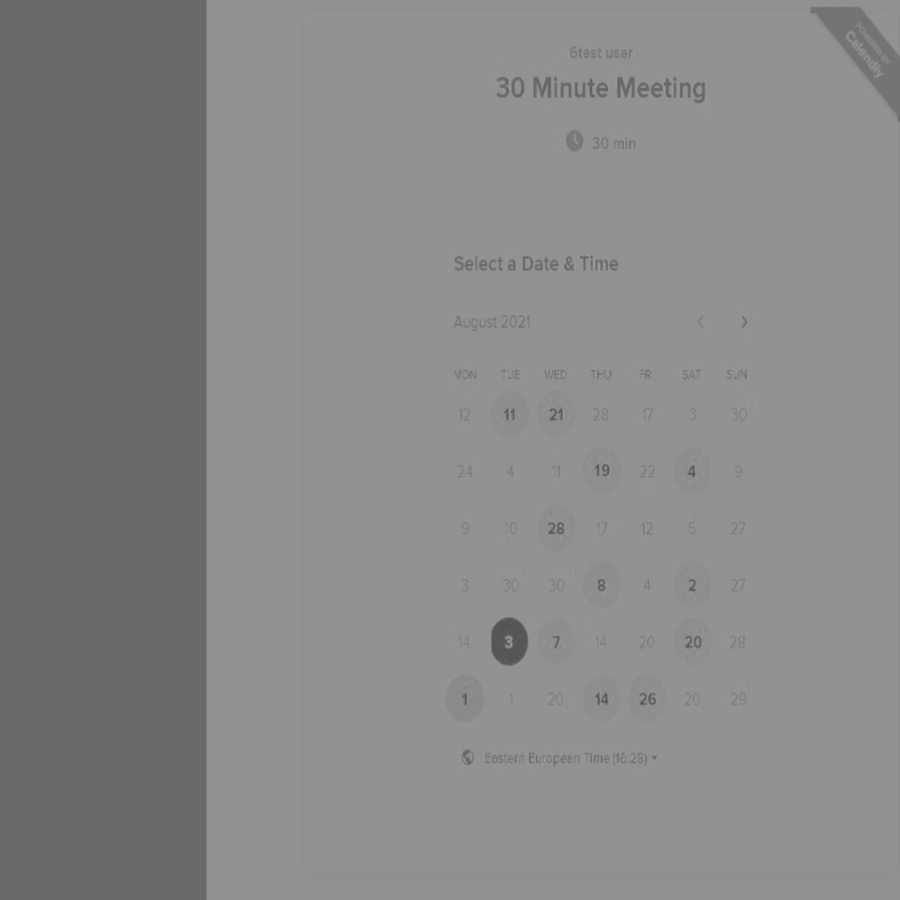 POWERED BY
Calendly
6test user
30 Minute Meeting
30 min
Select a Date & Time
August 2021
MON TUE WED THU FRI SAT SUN
12 11 21 28 17 3 30
24 4 11 19 22 4 9
9 10 28 17 12 5 27
3 30 30 8 4 2 27
14 3 7 14 20 20 28
1 1 20 14 26 20 29
Eastern European Time (16:28)